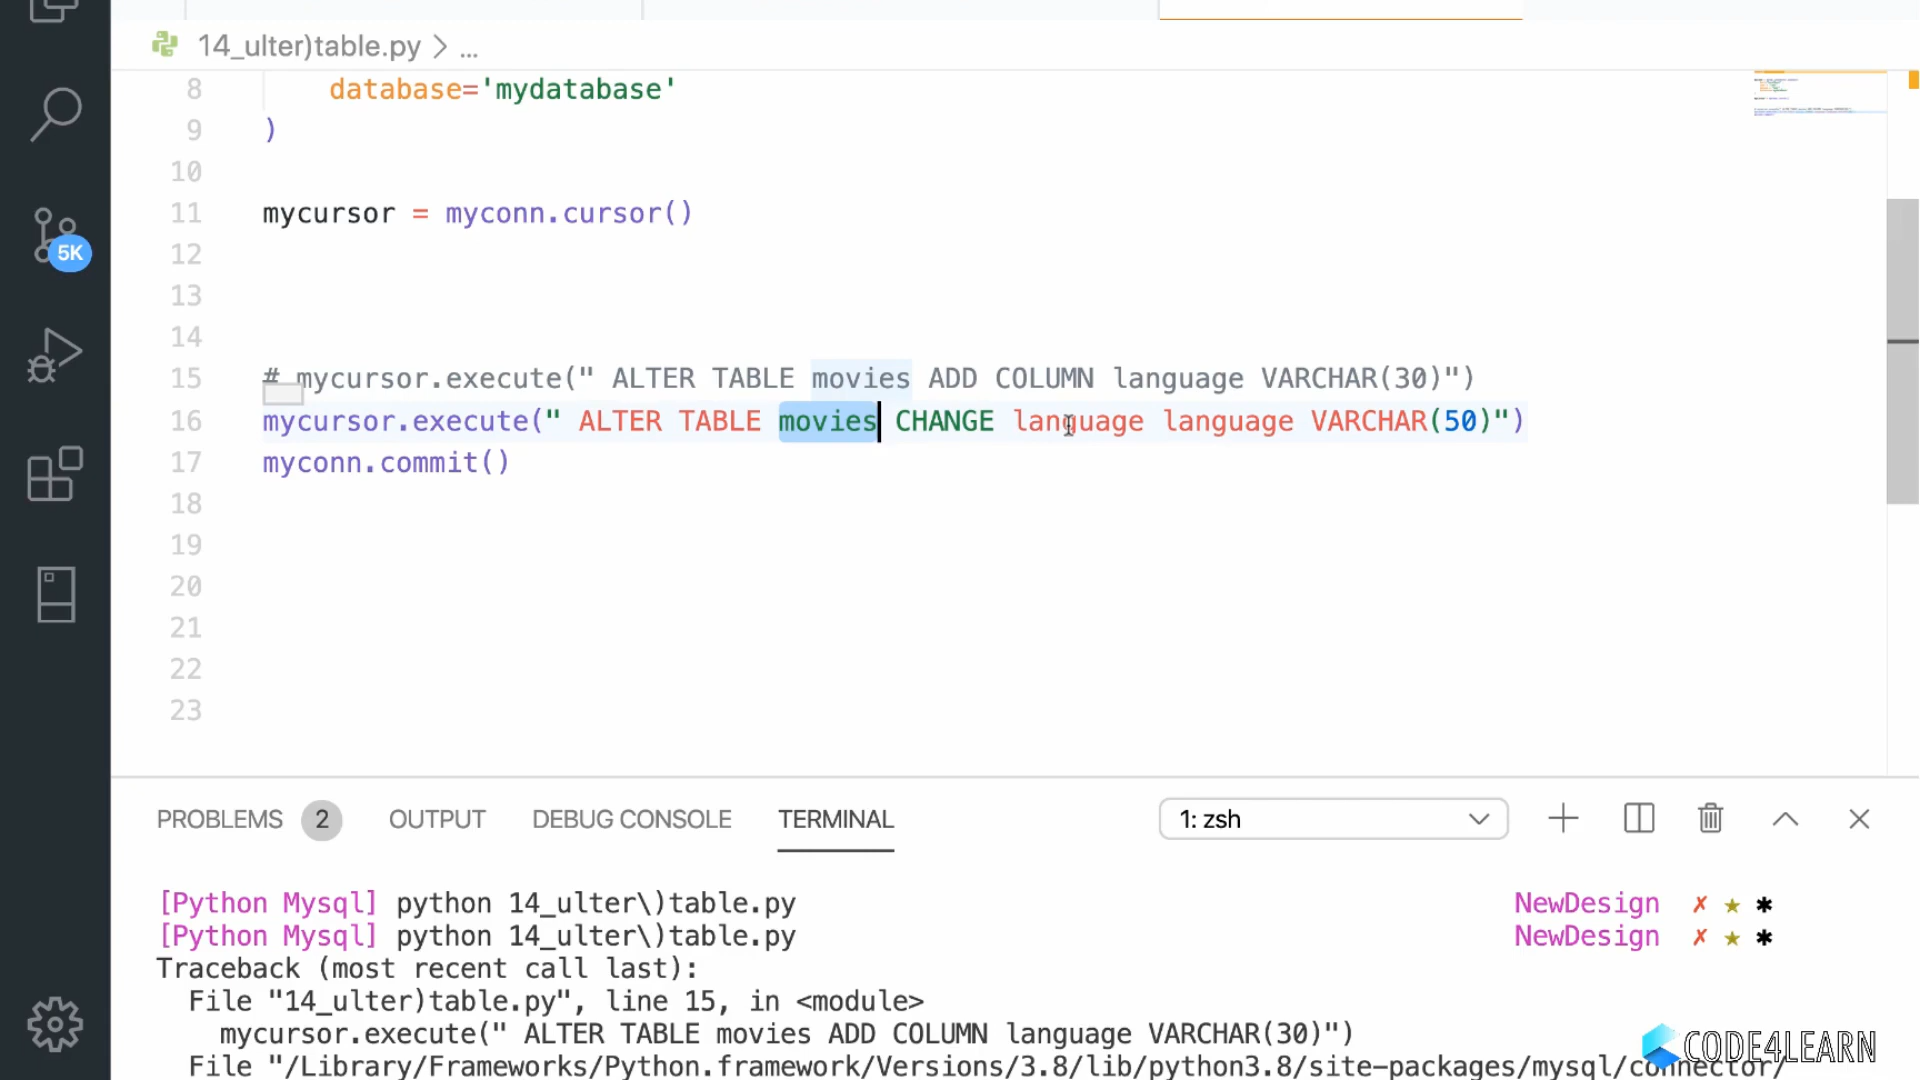 14_ulter)table.py > ...
8 database='mydatabase'
9 )
10
11 mycursor = myconn.cursor()
12
13
14
15 # mycursor.execute(" ALTER TABLE movies ADD COLUMN language VARCHAR(30)")
16 mycursor.execute(" ALTER TABLE movies CHANGE language language VARCHAR(50)")
17 myconn.commit()
18
19
20
21
22
23
5K
PROBLEMS 2 OUTPUT DEBUG CONSOLE TERMINAL 1: zsh
[Python Mysql] python 14_ulter\)table.py NewDesign ✗ ★ ✱
[Python Mysql] python 14_ulter\)table.py NewDesign ✗ ★ ✱
Traceback (most recent call last):
File "14_ulter)table.py", line 15, in <module>
mycursor.execute(" ALTER TABLE movies ADD COLUMN language VARCHAR(30)")
File "/Library/Frameworks/Python.framework/Versions/3.8/lib/python3.8/site-packages/mysql/connector/
CODE4LEARN